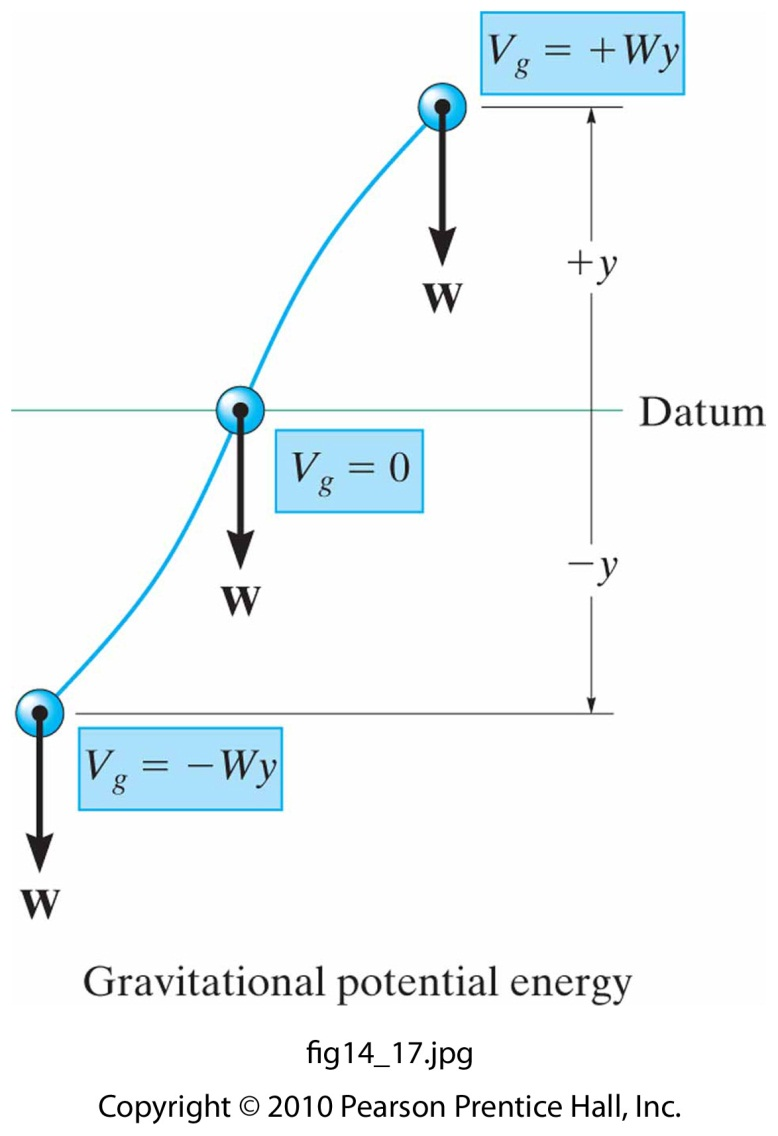 V_g = +Wy
W
+y
Datum
V_g = 0
−y
W
V_g = −Wy
W
Gravitational potential energy
fig14_17.jpg
Copyright © 2010 Pearson Prentice Hall, Inc.